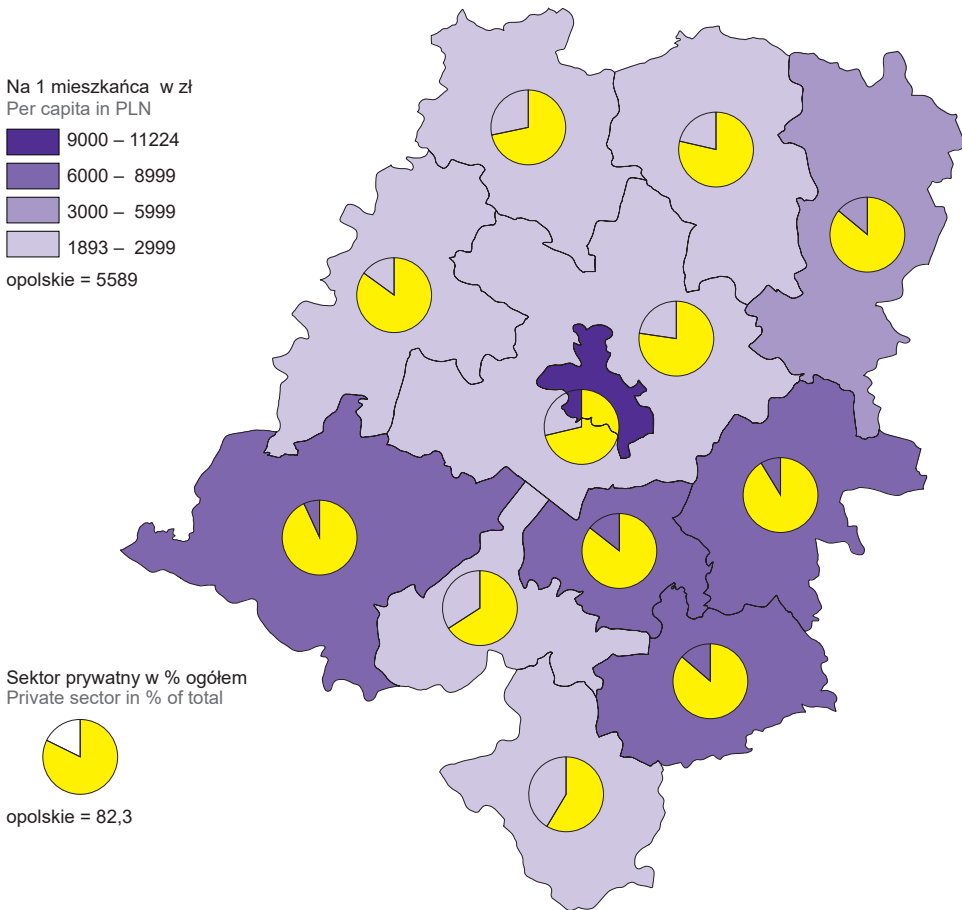 Na 1 mieszkańca w zł
Per capita in PLN
9000 – 11224
6000 – 8999
3000 – 5999
1893 – 2999
opolskie = 5589
Sektor prywatny w % ogółem
Private sector in % of total
opolskie = 82,3